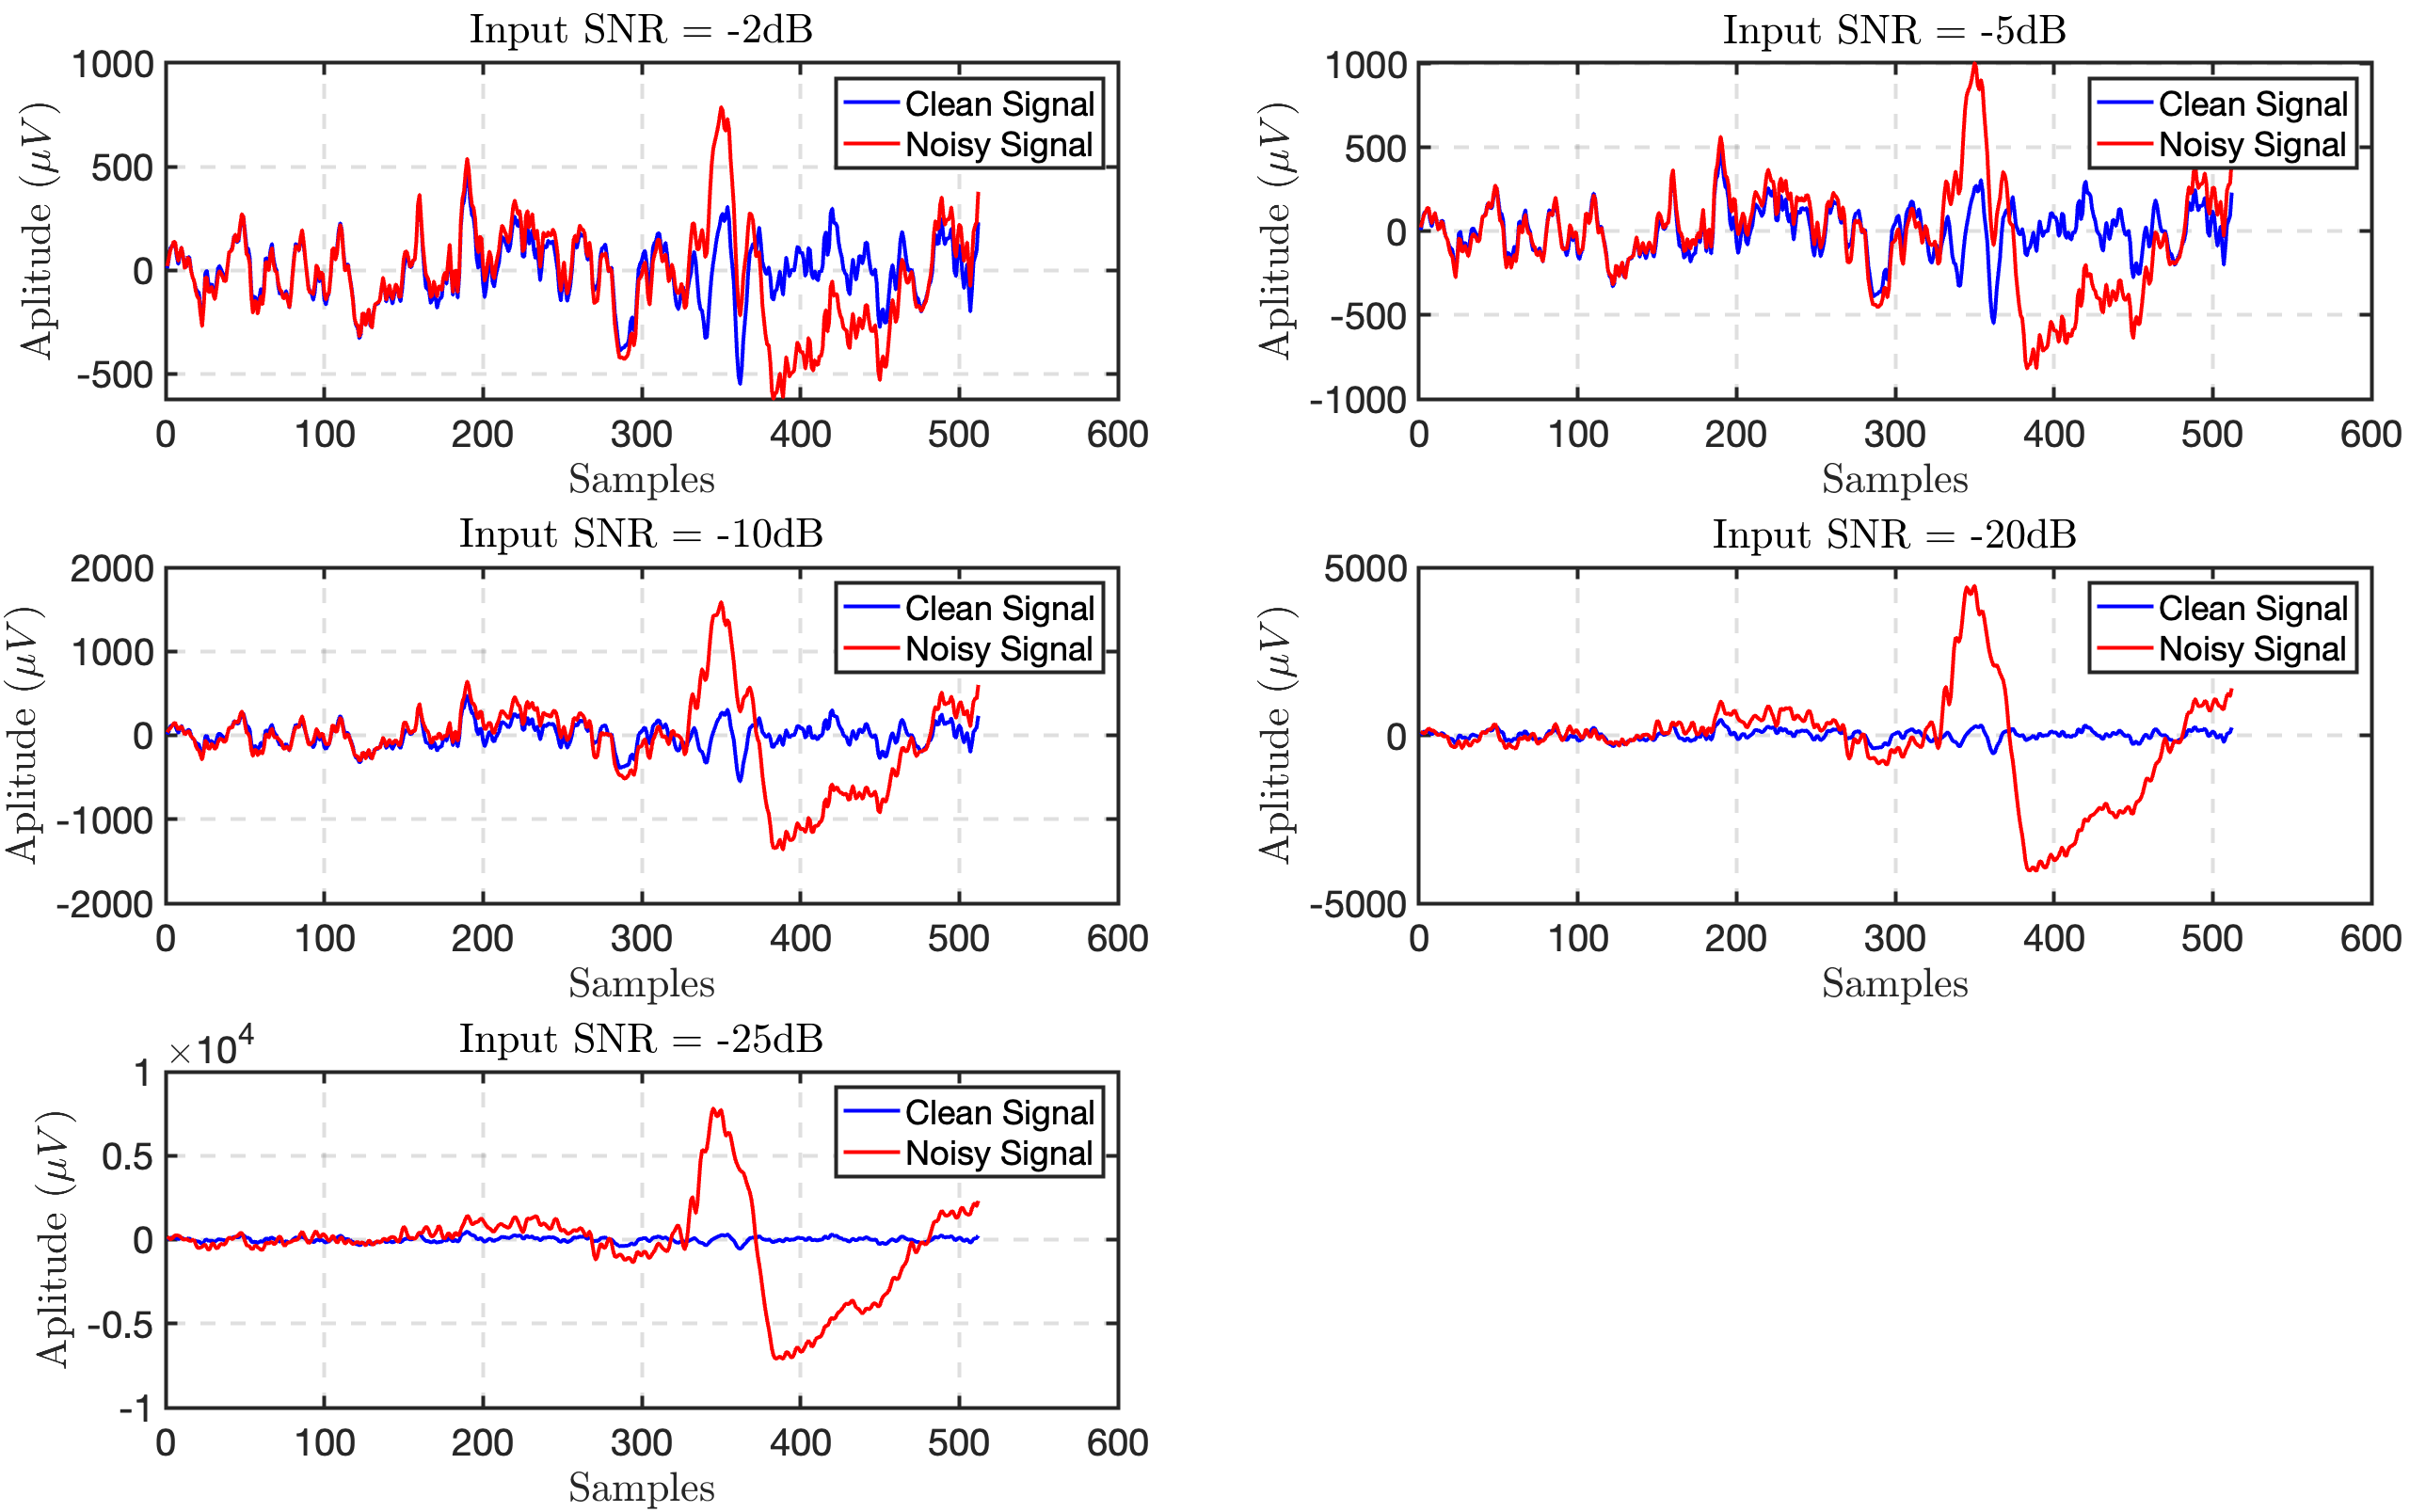 Input SNR = -2dB
Aplitude (μV)
1000
500
0
-500
Clean Signal
Noisy Signal
0 100 200 300 400 500 600
Samples
Input SNR = -5dB
Aplitude (μV)
1000
500
0
-500
-1000
Clean Signal
Noisy Signal
0 100 200 300 400 500 600
Samples
Input SNR = -10dB
Aplitude (μV)
2000
1000
0
-1000
-2000
Clean Signal
Noisy Signal
0 100 200 300 400 500 600
Samples
Input SNR = -20dB
Aplitude (μV)
5000
0
-5000
Clean Signal
Noisy Signal
0 100 200 300 400 500 600
Samples
Input SNR = -25dB
×10⁴
Aplitude (μV)
1
0.5
0
-0.5
-1
Clean Signal
Noisy Signal
0 100 200 300 400 500 600
Samples